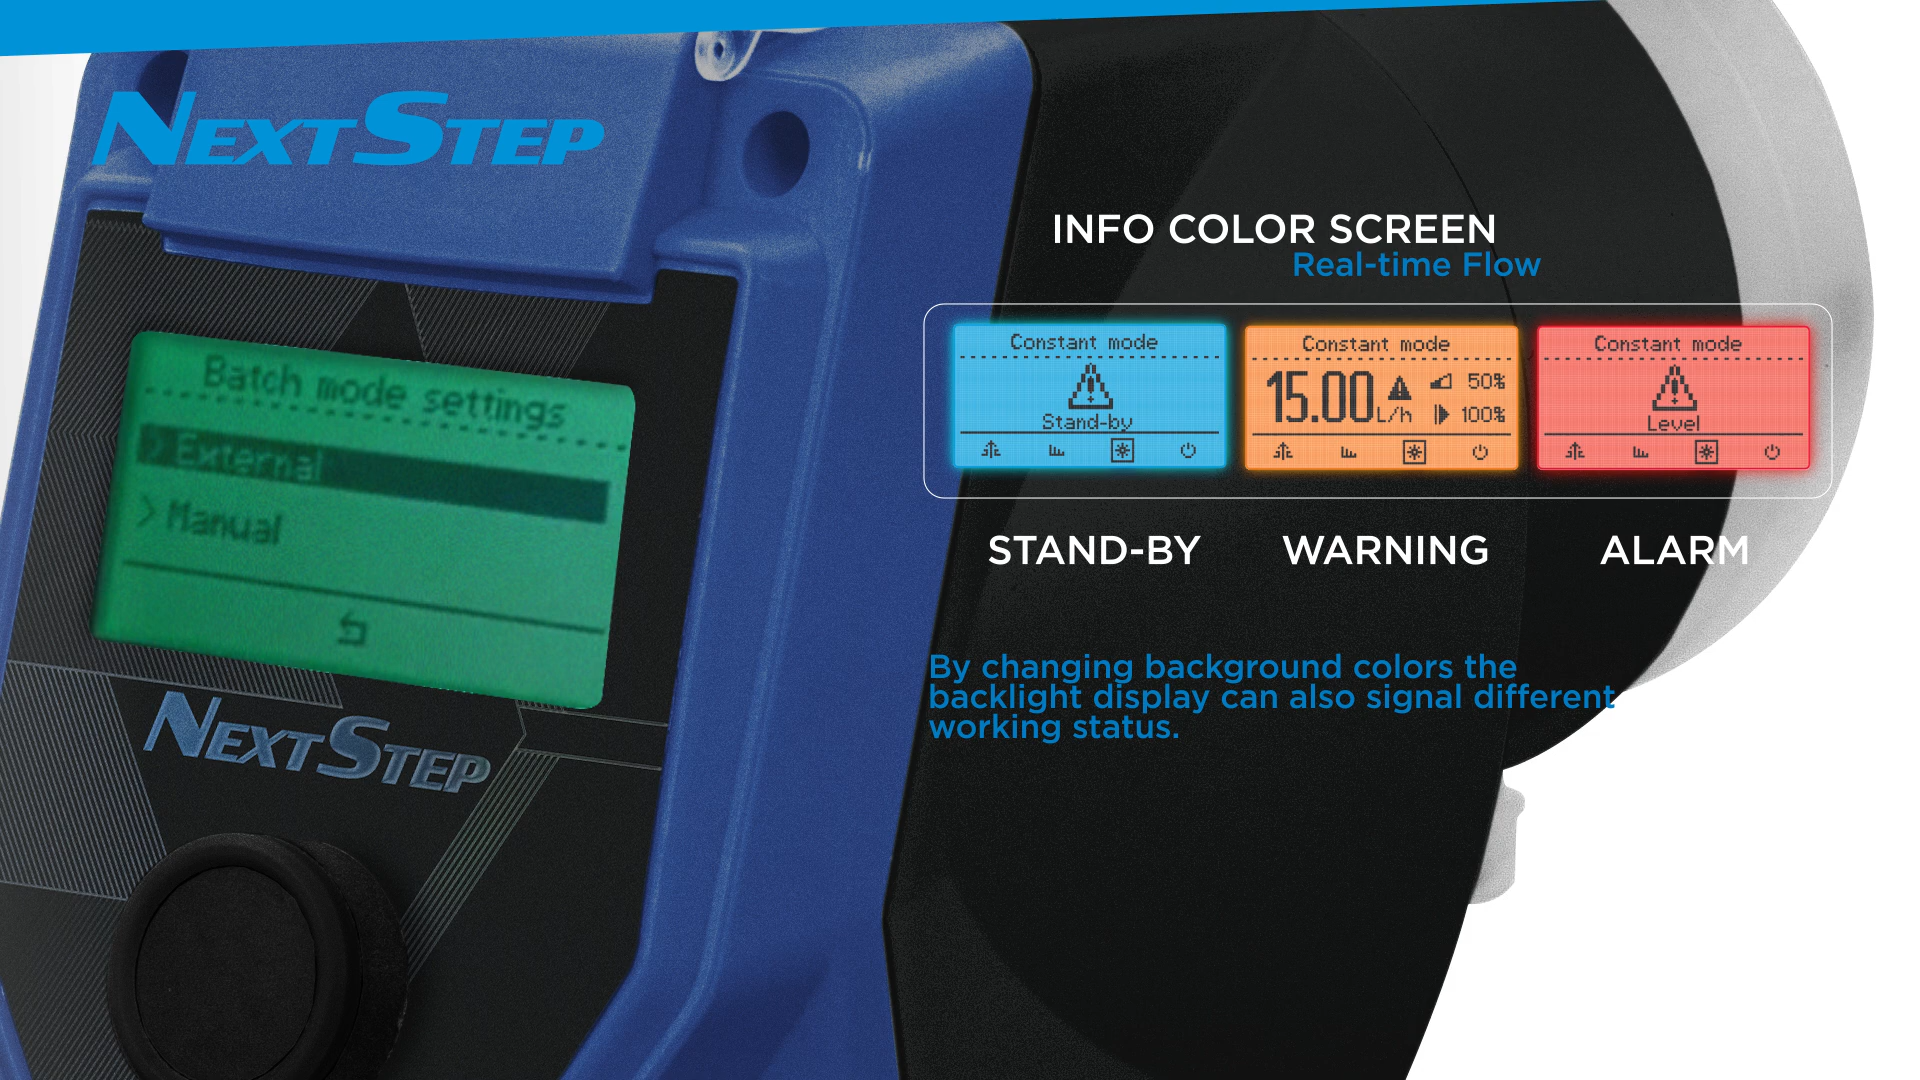 NEXTSTEP
INFO COLOR SCREEN
Real-time Flow
Constant mode
Stand-by
Constant mode
15.00 L/h
50%
100%
Constant mode
Level
STAND-BY
WARNING
ALARM
By changing background colors the
backlight display can also signal different
working status.
Batch mode settings
> External
> Manual
NEXTSTEP